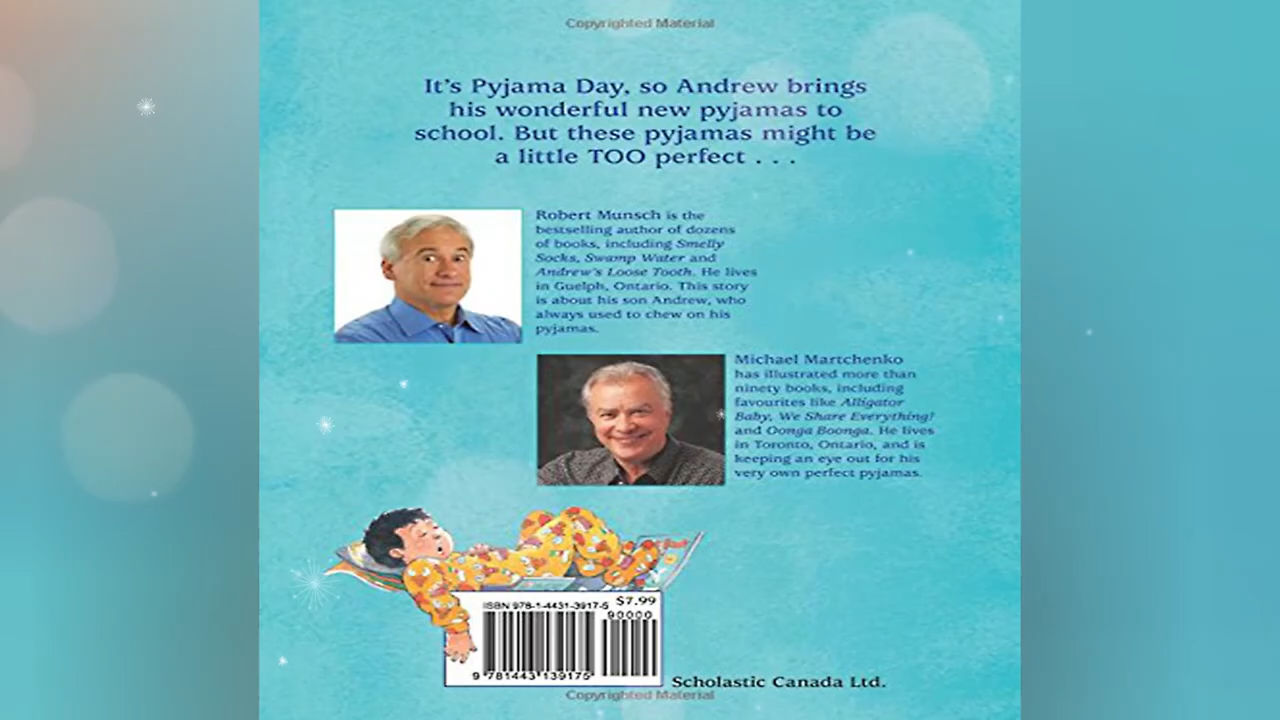 Copyrighted Material
It's Pyjama Day, so Andrew brings
his wonderful new pyjamas to
school. But these pyjamas might be
a little TOO perfect . . .
Robert Munsch is the
bestselling author of dozens
of books, including Smelly
Socks, Swamp Water and
Andrew's Loose Tooth. He lives
in Guelph, Ontario. This story
is about his son Andrew, who
always used to chew on his
pyjamas.
Michael Martchenko
has illustrated more than
ninety books, including
favourites like Alligator
Baby, We Share Everything!
and Oonga Boonga. He lives
in Toronto, Ontario, and is
keeping an eye out for his
very own perfect pyjamas.
ISBN 978-1-4431-3917-5
$7.99
90000
9 781443 139175
Scholastic Canada Ltd.
Copyrighted Material